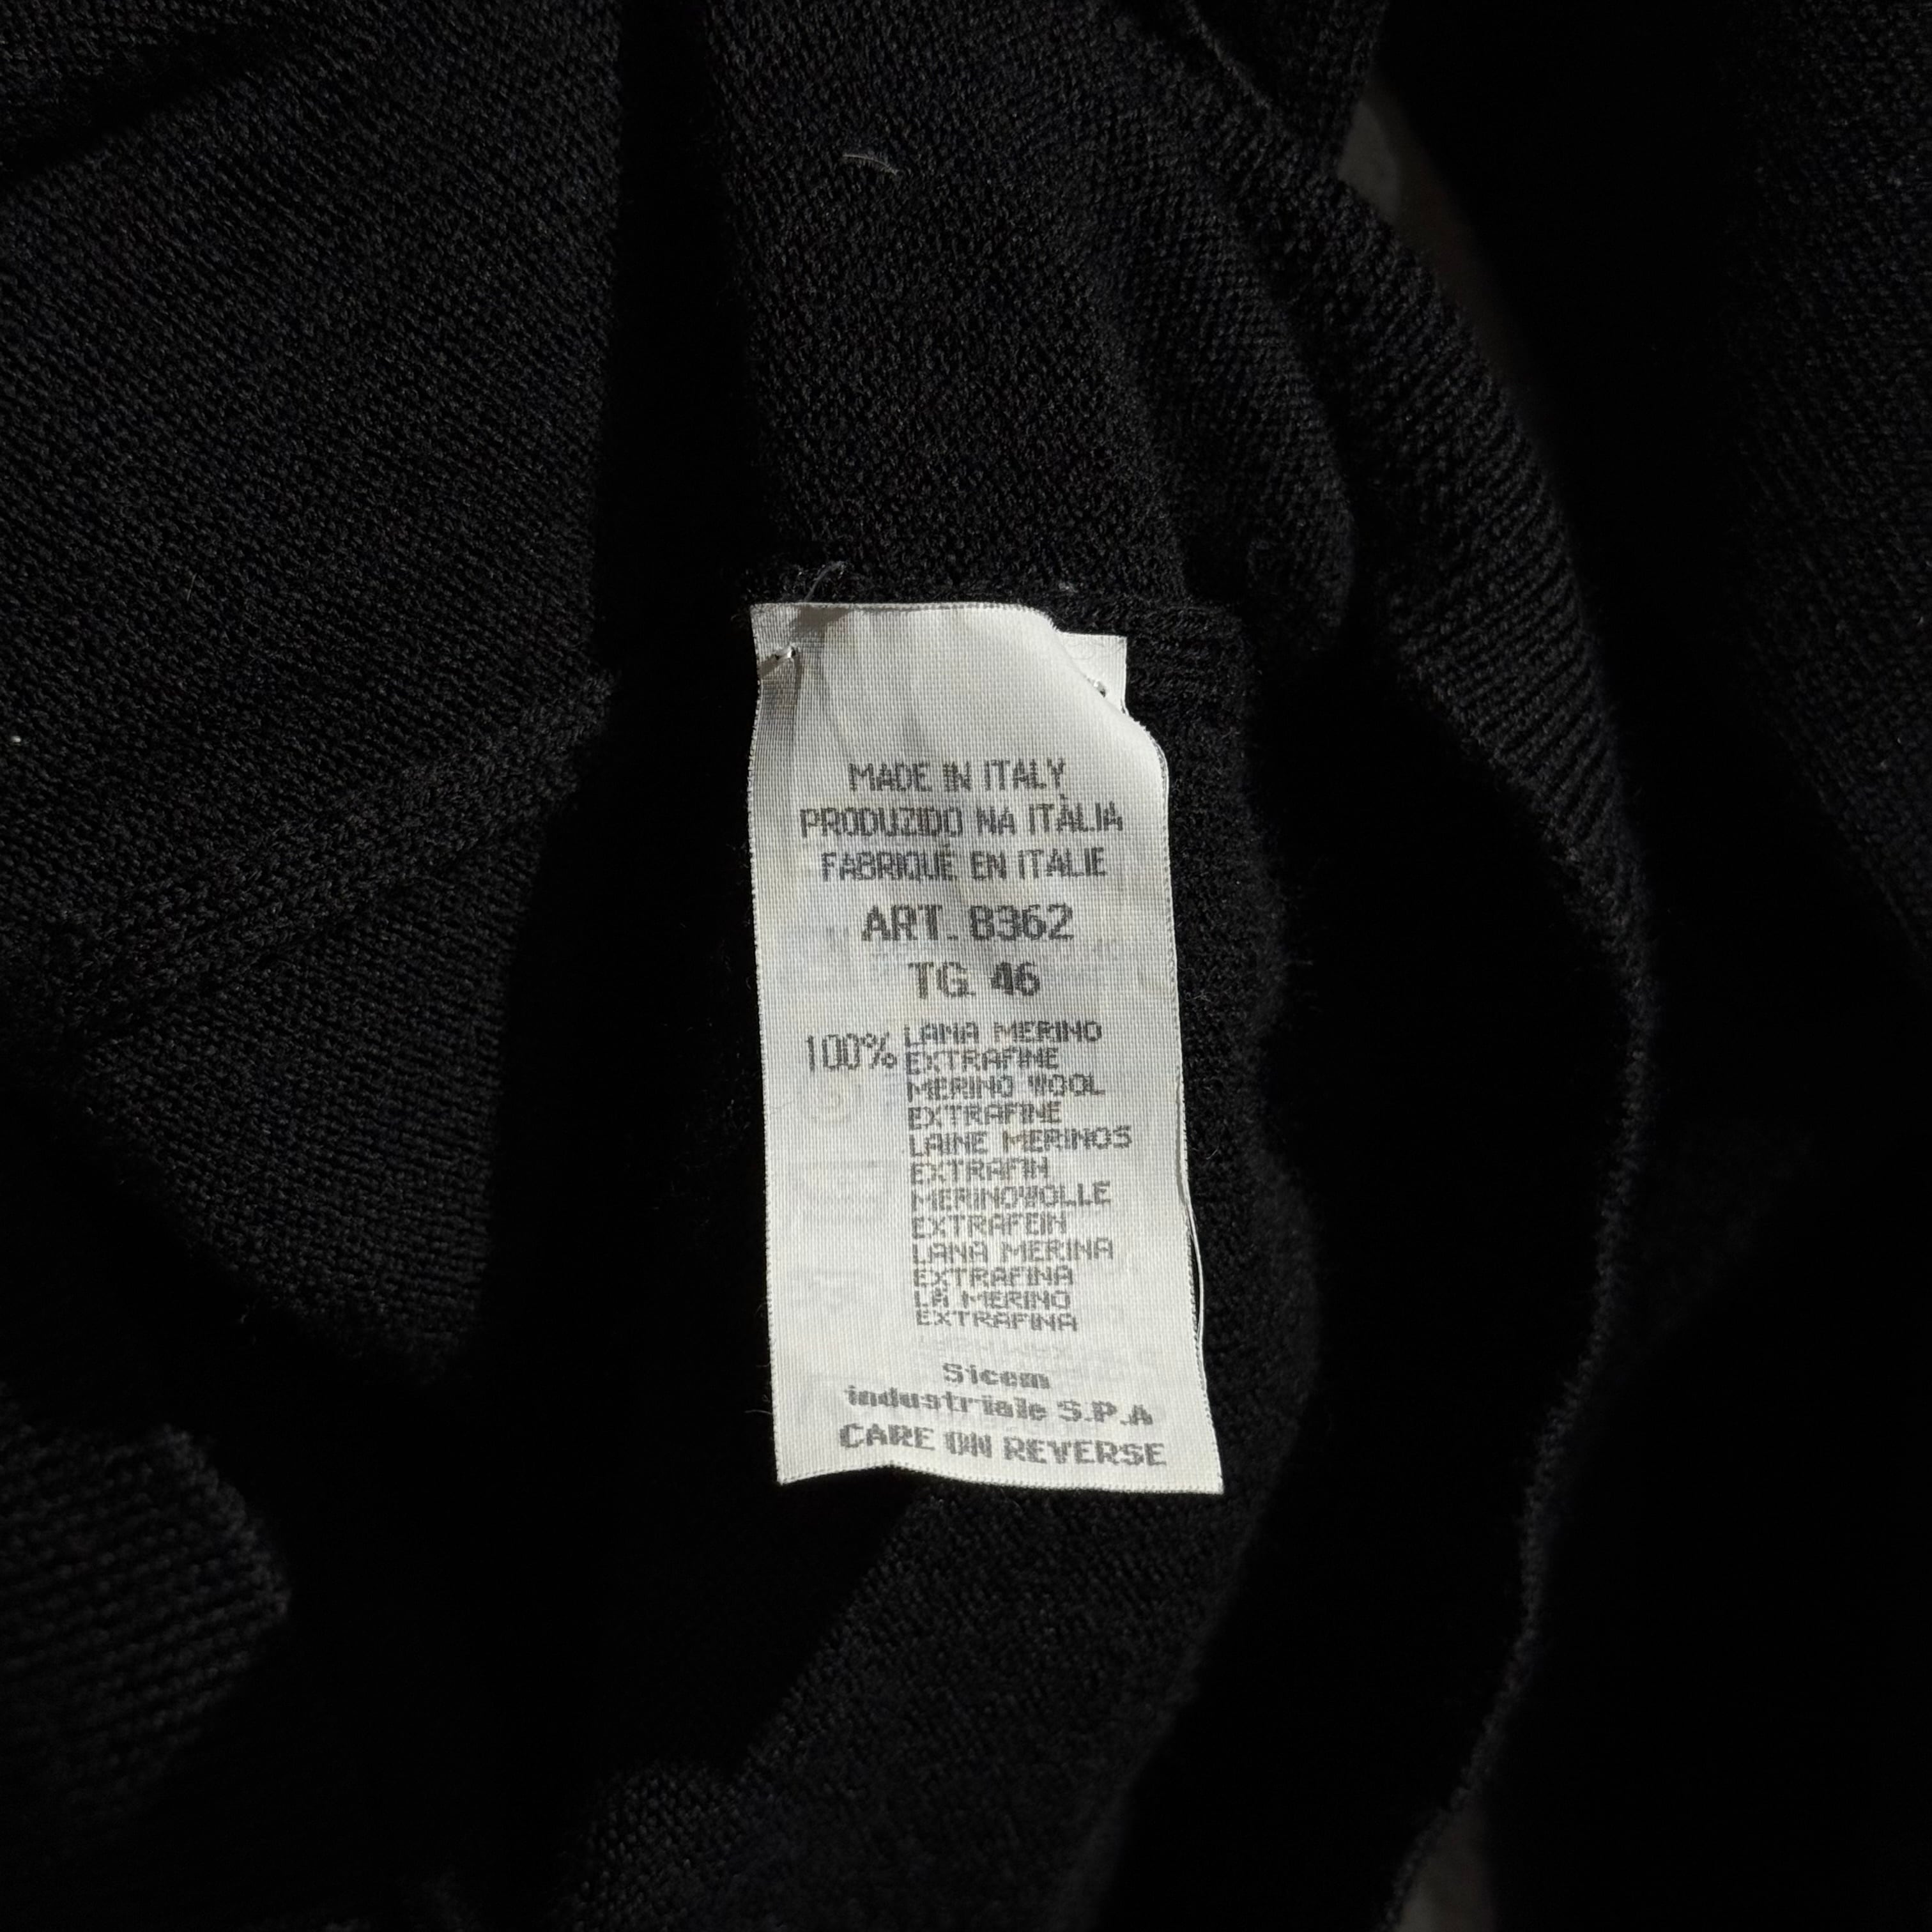 MADE IN ITALY
PRODUZIDO NA ITÀLIA
FABRIQUÉ EN ITALIE
ART. 8362
TG. 46
100% LANA MERINO
EXTRAFINE
MERINO WOOL
EXTRAFINE
LAINE MERINOS
EXTRAFIN
MERINOWOLLE
EXTRAFEIN
LANA MERINA
EXTRAFINA
LÃ MERINO
EXTRAFINA
Sicem
industriale S.P.A
CARE ON REVERSE